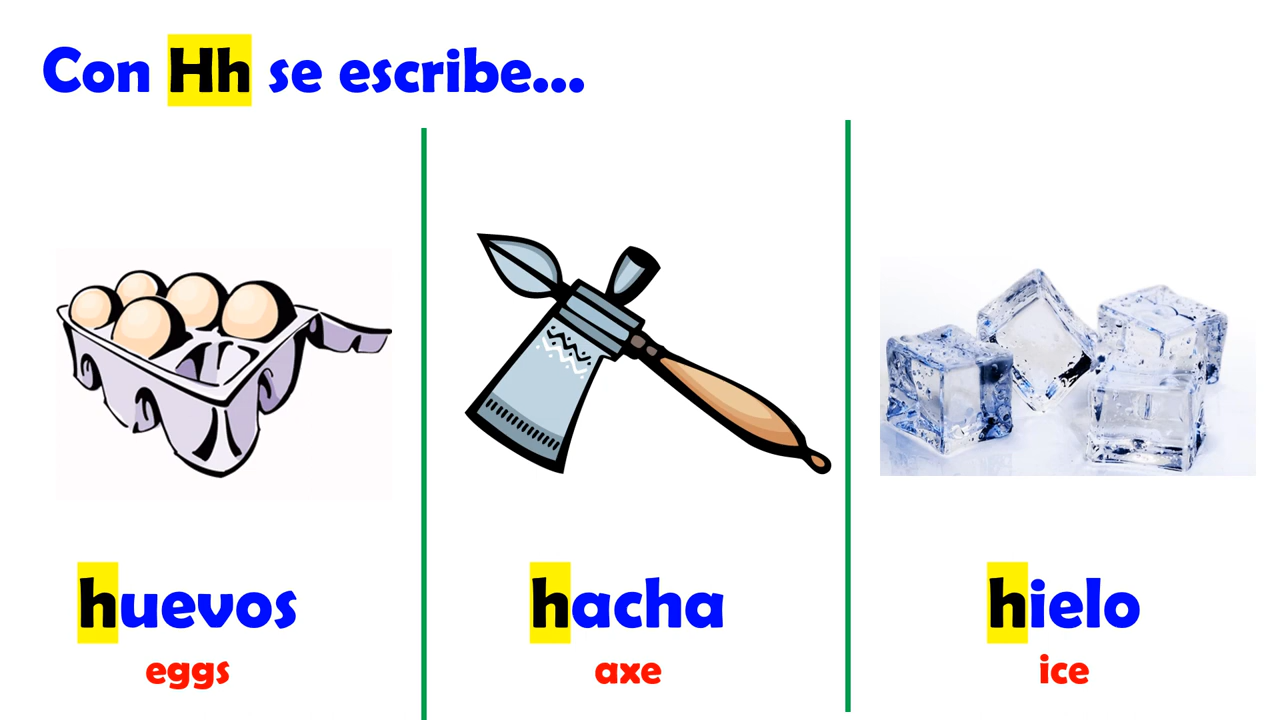 Con Hh se escribe...
huevos
eggs
hacha
axe
hielo
ice